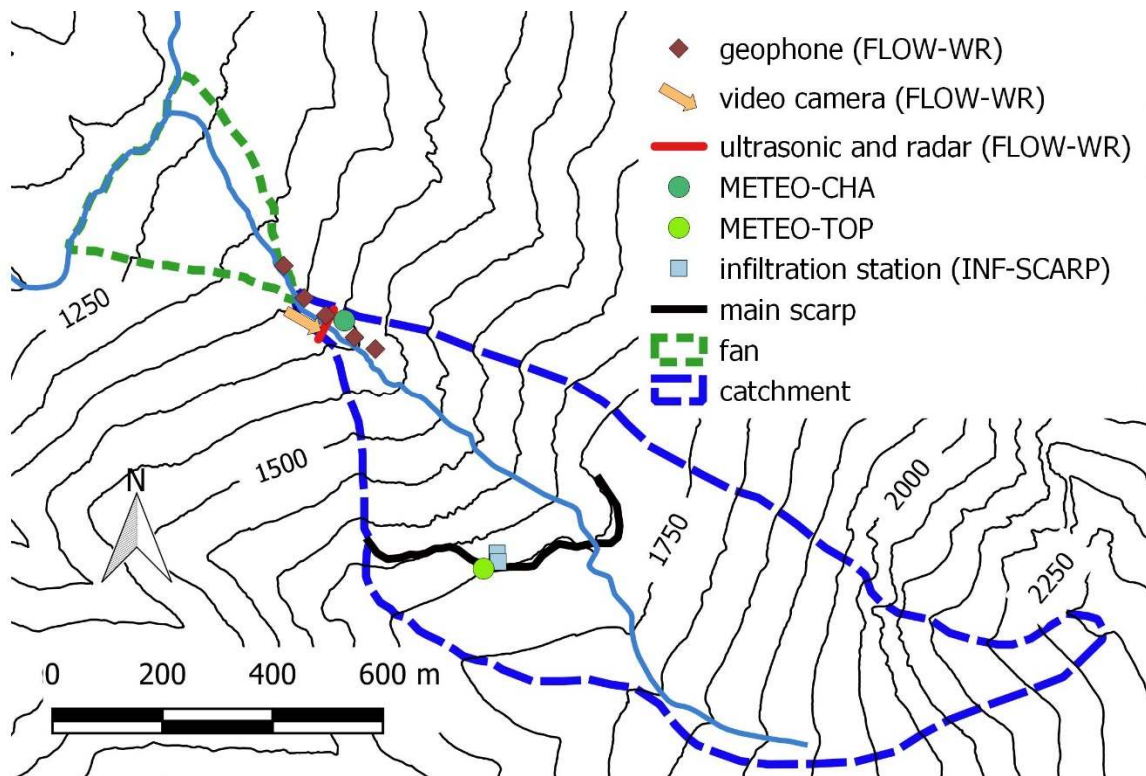 geophone (FLOW-WR)
video camera (FLOW-WR)
ultrasonic and radar (FLOW-WR)
METEO-CHA
METEO-TOP
infiltration station (INF-SCARP)
main scarp
fan
catchment
1250
1500
1750
2000
2250
N
0 200 400 600 m